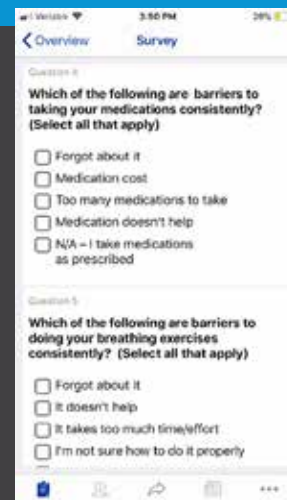 Verizon
3:50 PM
Overview
Survey
Question 4
Which of the following are barriers to
taking your medications consistently?
(Select all that apply)
Forgot about it
Medication cost
Too many medications to take
Medication doesn't help
N/A – I take medications
as prescribed
Question 5
Which of the following are barriers to
doing your breathing exercises
consistently? (Select all that apply)
Forgot about it
It doesn't help
It takes too much time/effort
I'm not sure how to do it properly